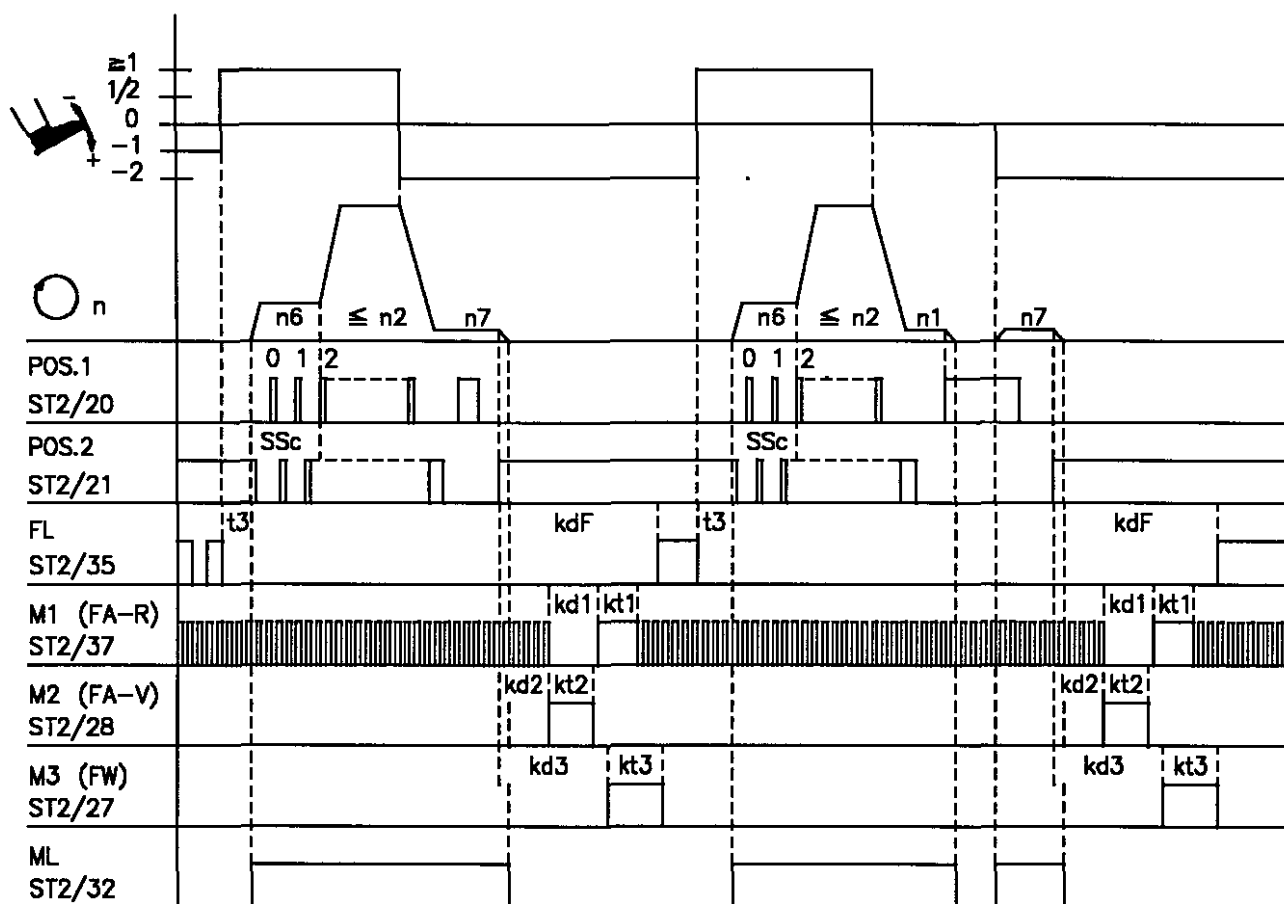 ≧1
1/2
0
-1
-2
- +
n
n6 ≦ n2 n7 n6 ≦ n2 n1 n7
POS.1 0 1 2 0 1 2
ST2/20
POS.2 SSc SSc
ST2/21
FL t3 kdF t3 kdF
ST2/35
M1 (FA-R) kd1 kt1 kd1 kt1
ST2/37
M2 (FA-V) kd2 kt2 kd2 kt2
ST2/28
M3 (FW) kd3 kt3 kd3 kt3
ST2/27
ML
ST2/32